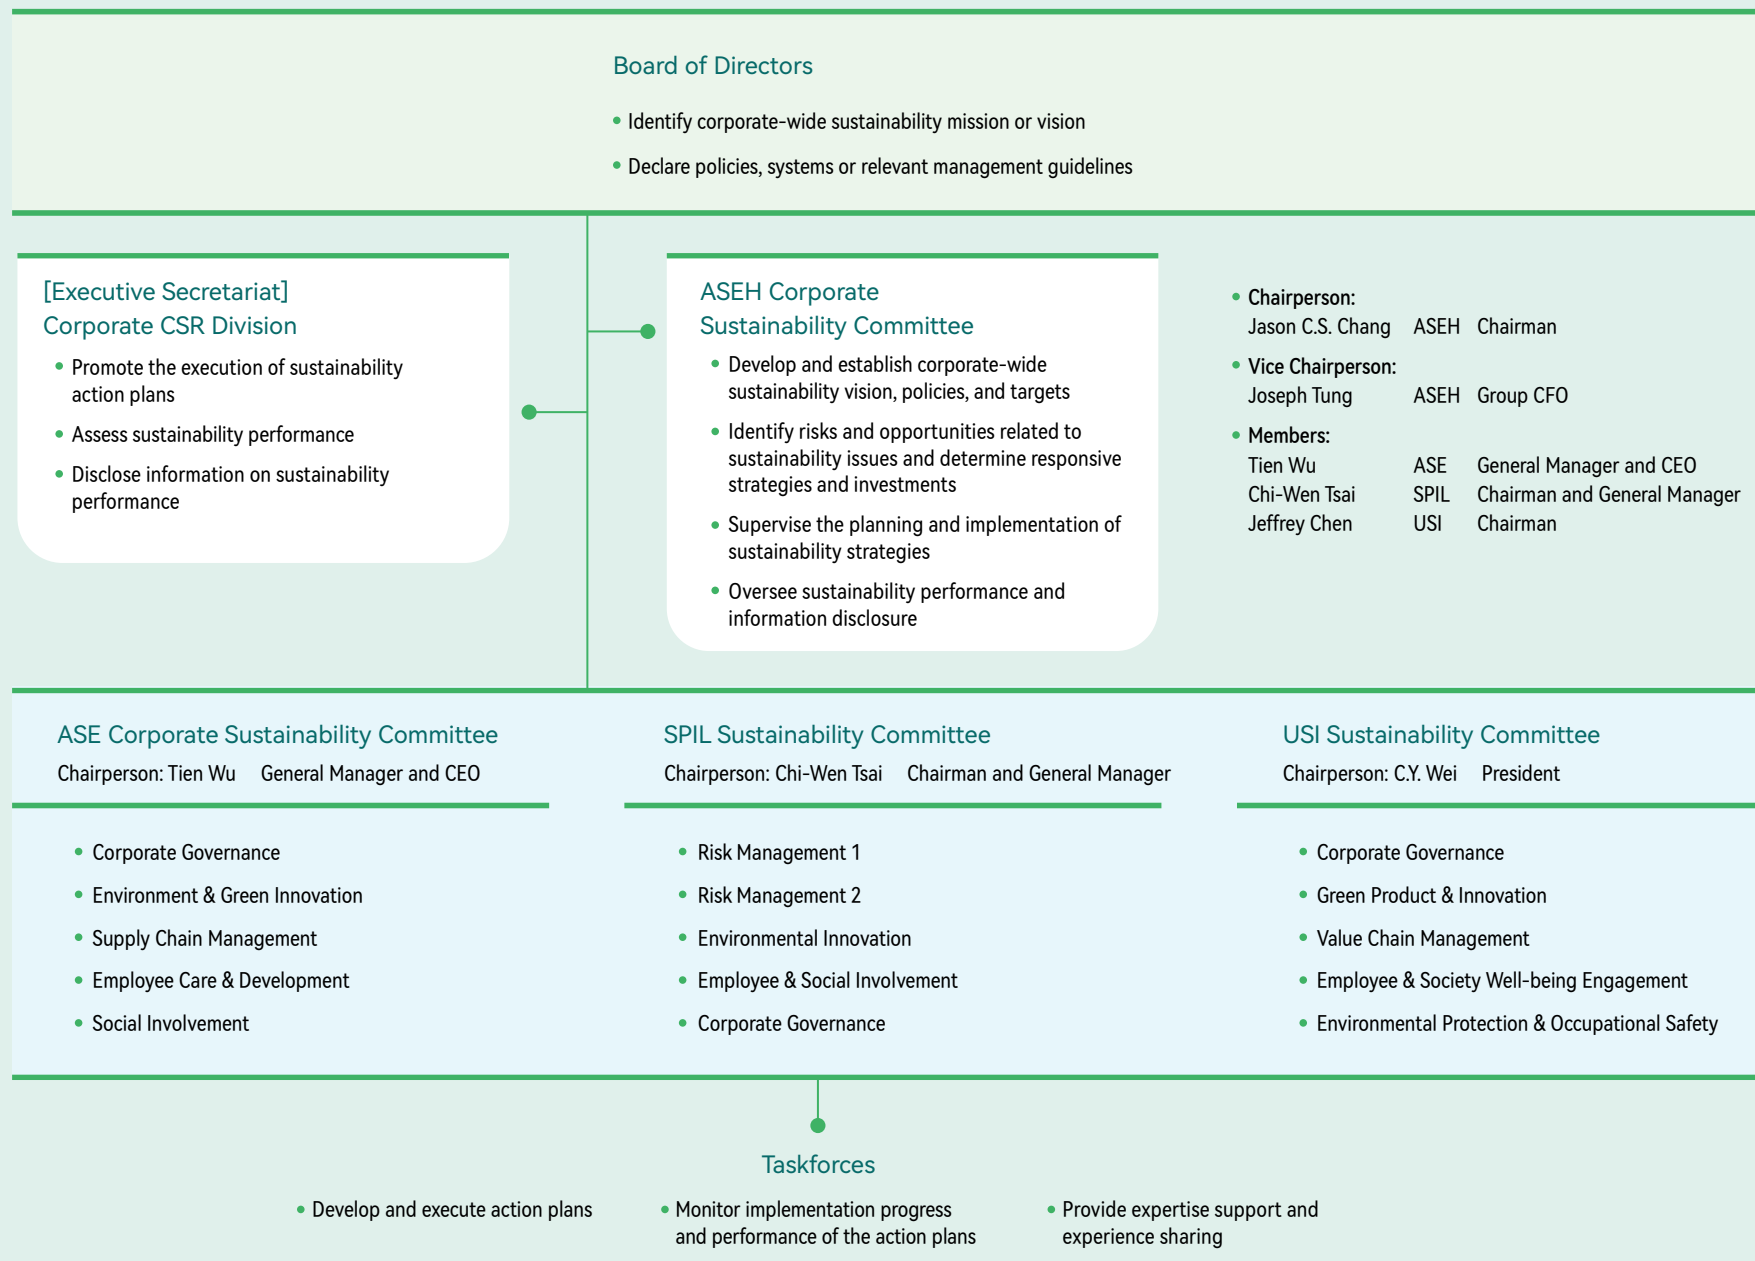 Board of Directors
• Identify corporate-wide sustainability mission or vision
• Declare policies, systems or relevant management guidelines
[Executive Secretariat]
Corporate CSR Division
• Promote the execution of sustainability
action plans
• Assess sustainability performance
• Disclose information on sustainability
performance
ASEH Corporate
Sustainability Committee
• Develop and establish corporate-wide
sustainability vision, policies, and targets
• Identify risks and opportunities related to
sustainability issues and determine responsive
strategies and investments
• Supervise the planning and implementation of
sustainability strategies
• Oversee sustainability performance and
information disclosure
• Chairperson:
Jason C.S. Chang ASEH Chairman
• Vice Chairperson:
Joseph Tung ASEH Group CFO
• Members:
Tien Wu ASE General Manager and CEO
Chi-Wen Tsai SPIL Chairman and General Manager
Jeffrey Chen USI Chairman
ASE Corporate Sustainability Committee
Chairperson: Tien Wu General Manager and CEO
• Corporate Governance
• Environment & Green Innovation
• Supply Chain Management
• Employee Care & Development
• Social Involvement
SPIL Sustainability Committee
Chairperson: Chi-Wen Tsai Chairman and General Manager
• Risk Management 1
• Risk Management 2
• Environmental Innovation
• Employee & Social Involvement
• Corporate Governance
USI Sustainability Committee
Chairperson: C.Y. Wei President
• Corporate Governance
• Green Product & Innovation
• Value Chain Management
• Employee & Society Well-being Engagement
• Environmental Protection & Occupational Safety
Taskforces
• Develop and execute action plans
• Monitor implementation progress
and performance of the action plans
• Provide expertise support and
experience sharing